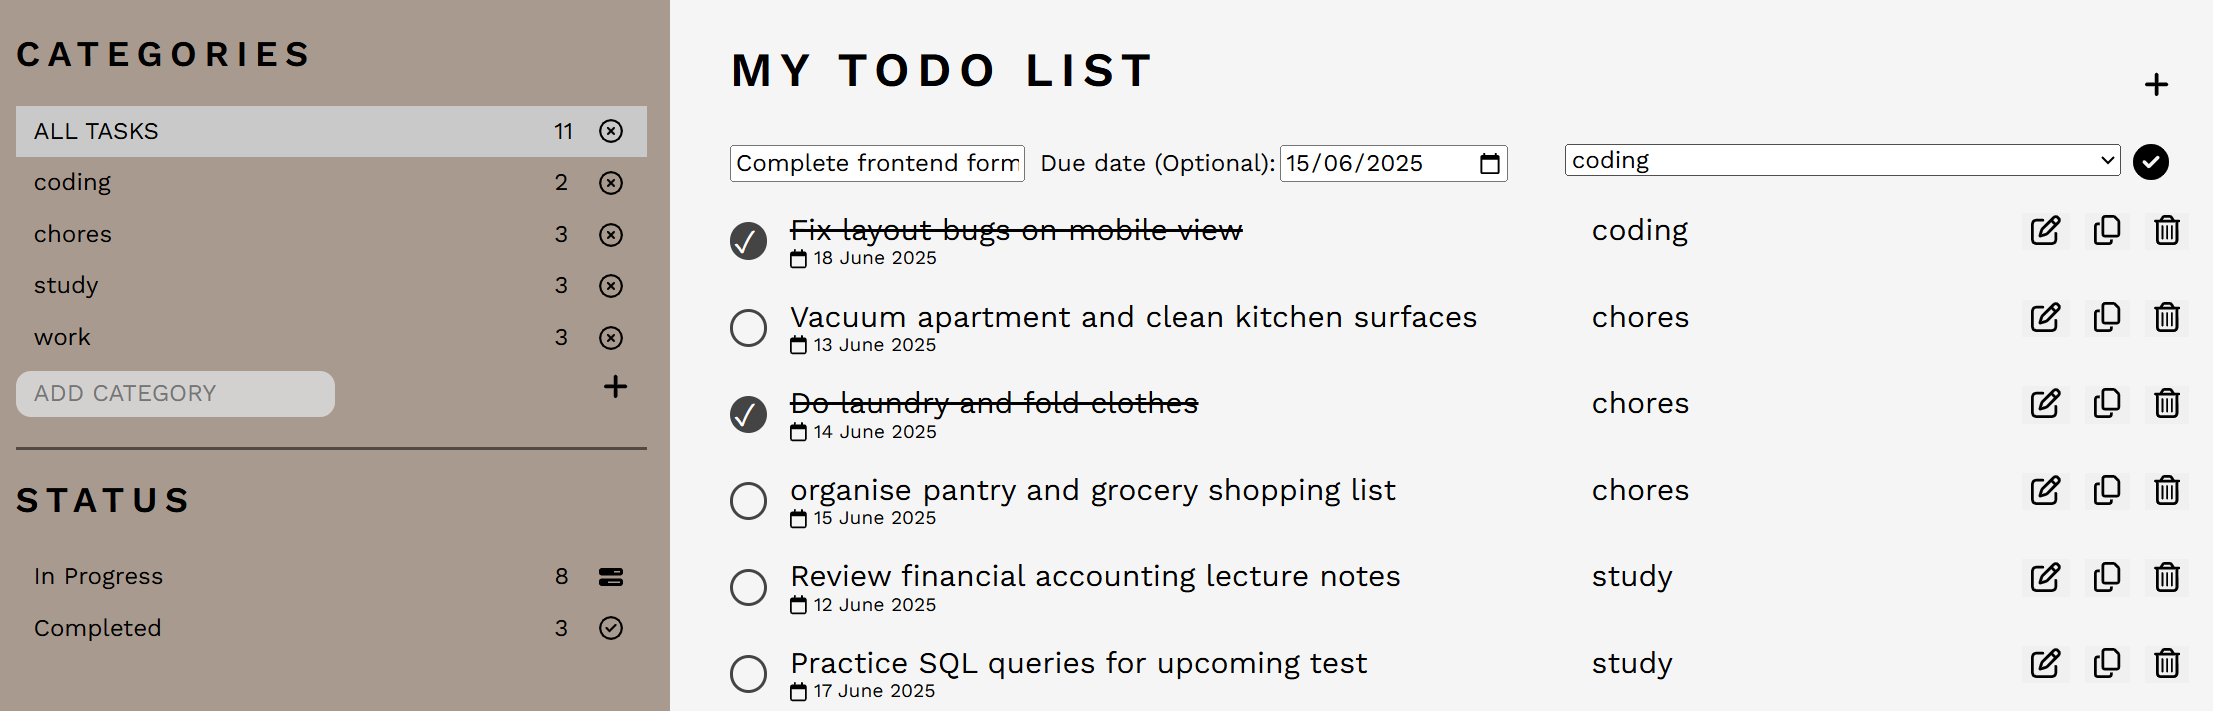 CATEGORIES
ALL TASKS 11
coding 2
chores 3
study 3
work 3
ADD CATEGORY
STATUS
In Progress 8
Completed 3
MY TODO LIST
Complete frontend form Due date (Optional): 15/06/2025 coding
Fix layout bugs on mobile view coding
18 June 2025
Vacuum apartment and clean kitchen surfaces chores
13 June 2025
Do laundry and fold clothes chores
14 June 2025
organise pantry and grocery shopping list chores
15 June 2025
Review financial accounting lecture notes study
12 June 2025
Practice SQL queries for upcoming test study
17 June 2025